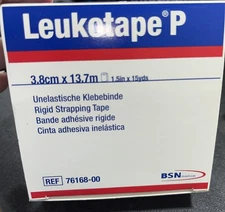 Leukotape® P
3.8cm x 13.7m 1.5in x 15yds
Unelastische Klebebinde
Rigid Strapping Tape
Bande adhésive rigide
Cinta adhesiva inelástica
REF 76168-00
BSN medical